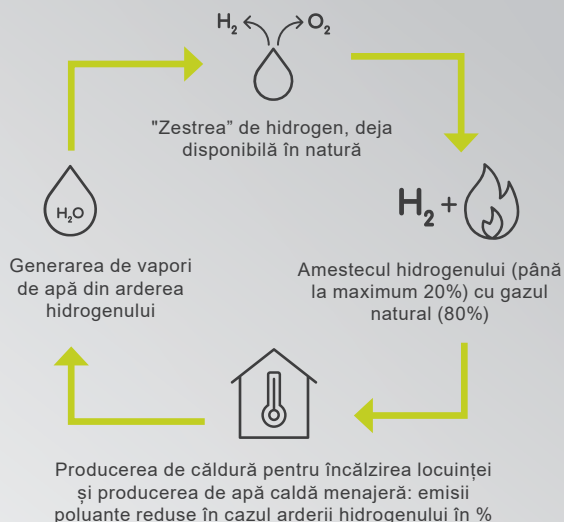 H₂ O₂
"Zestrea” de hidrogen, deja
disponibilă în natură
H₂ +
Amestecul hidrogenului (până
la maximum 20%) cu gazul
natural (80%)
Producerea de căldură pentru încălzirea locuinței
și producerea de apă caldă menajeră: emisii
poluante reduse în cazul arderii hidrogenului în %
H₂O
Generarea de vapori
de apă din arderea
hidrogenului